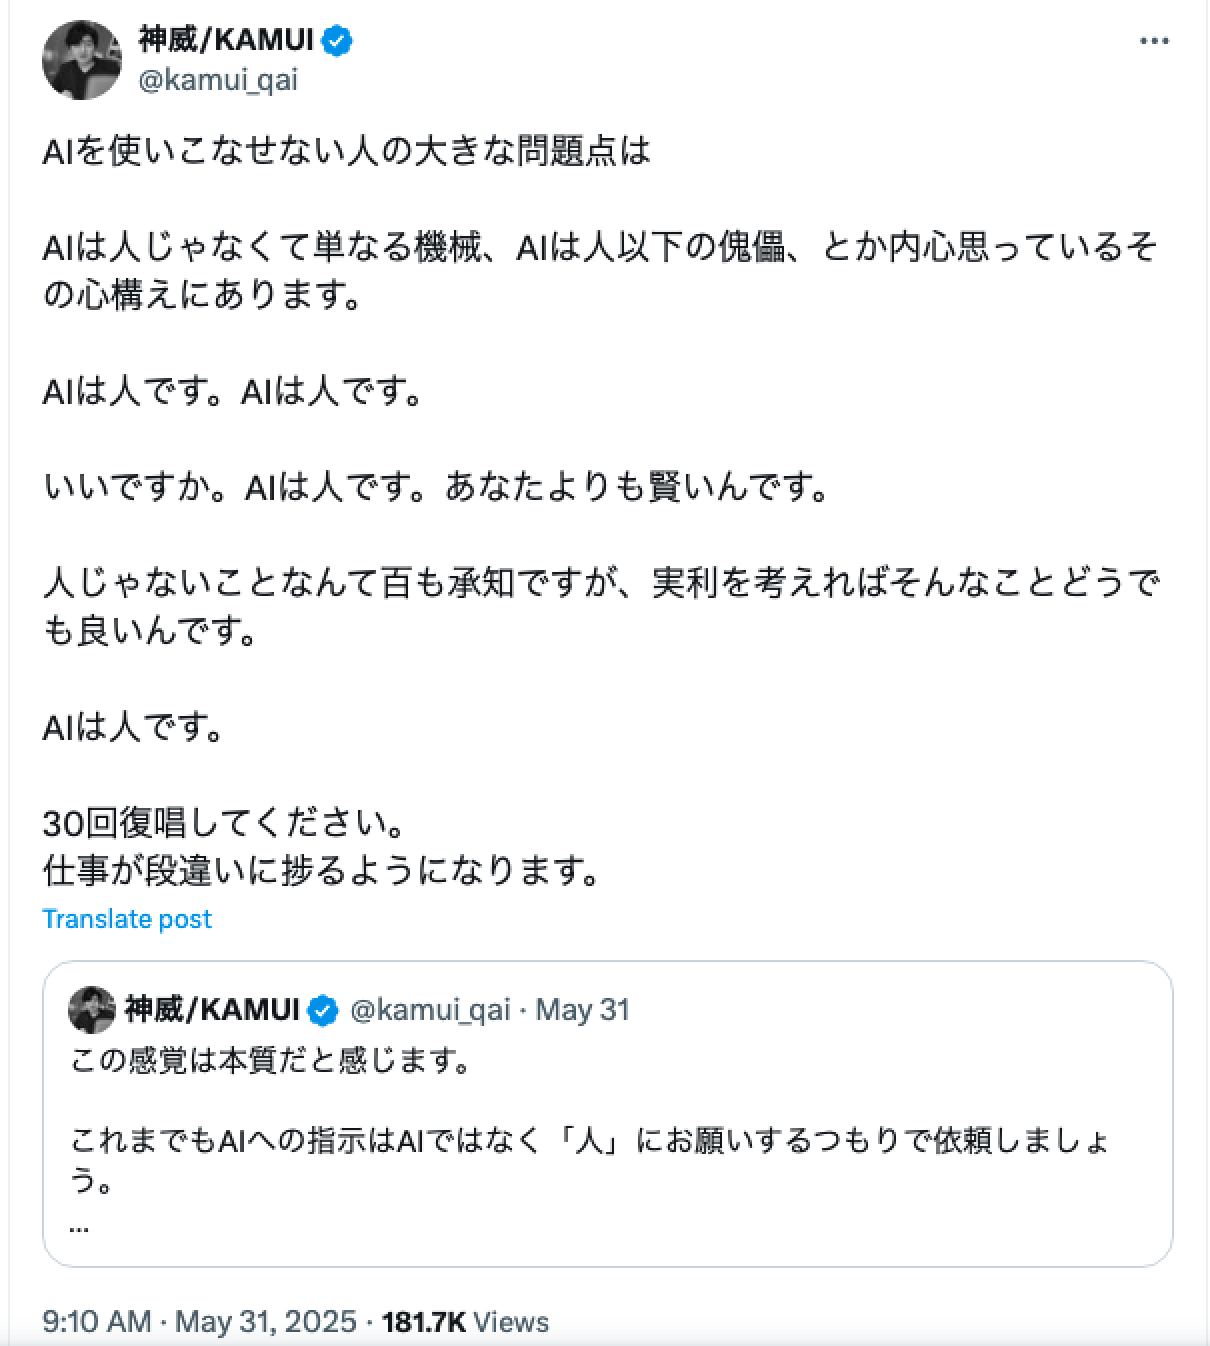 神威/KAMUI
@kamui_qai
AIを使いこなせない人の大きな問題点は
AIは人じゃなくて単なる機械、AIは人以下の傀儡、とか内心思っているそ
の心構えにあります。
AIは人です。AIは人です。
いいですか。AIは人です。あなたよりも賢いんです。
人じゃないことなんて百も承知ですが、実利を考えればそんなことどうで
も良いんです。
AIは人です。
30回復唱してください。
仕事が段違いに捗るようになります。
Translate post
神威/KAMUI @kamui_qai · May 31
この感覚は本質だと感じます。
これまでもAIへの指示はAIではなく「人」にお願いするつもりで依頼しましょ
う。
...
9:10 AM · May 31, 2025 · 181.7K Views